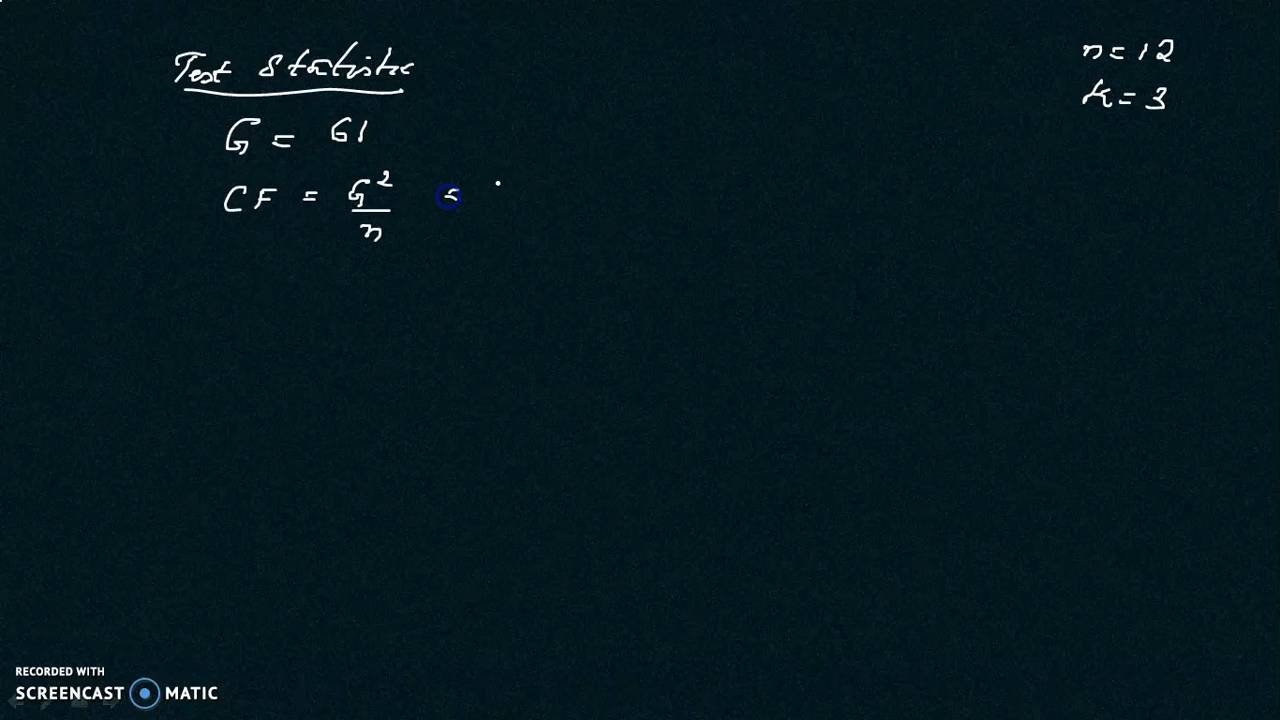 Test Statistic
n = 12
k = 3
G = 61
CF = G²/n =
RECORDED WITH
SCREENCAST MATIC